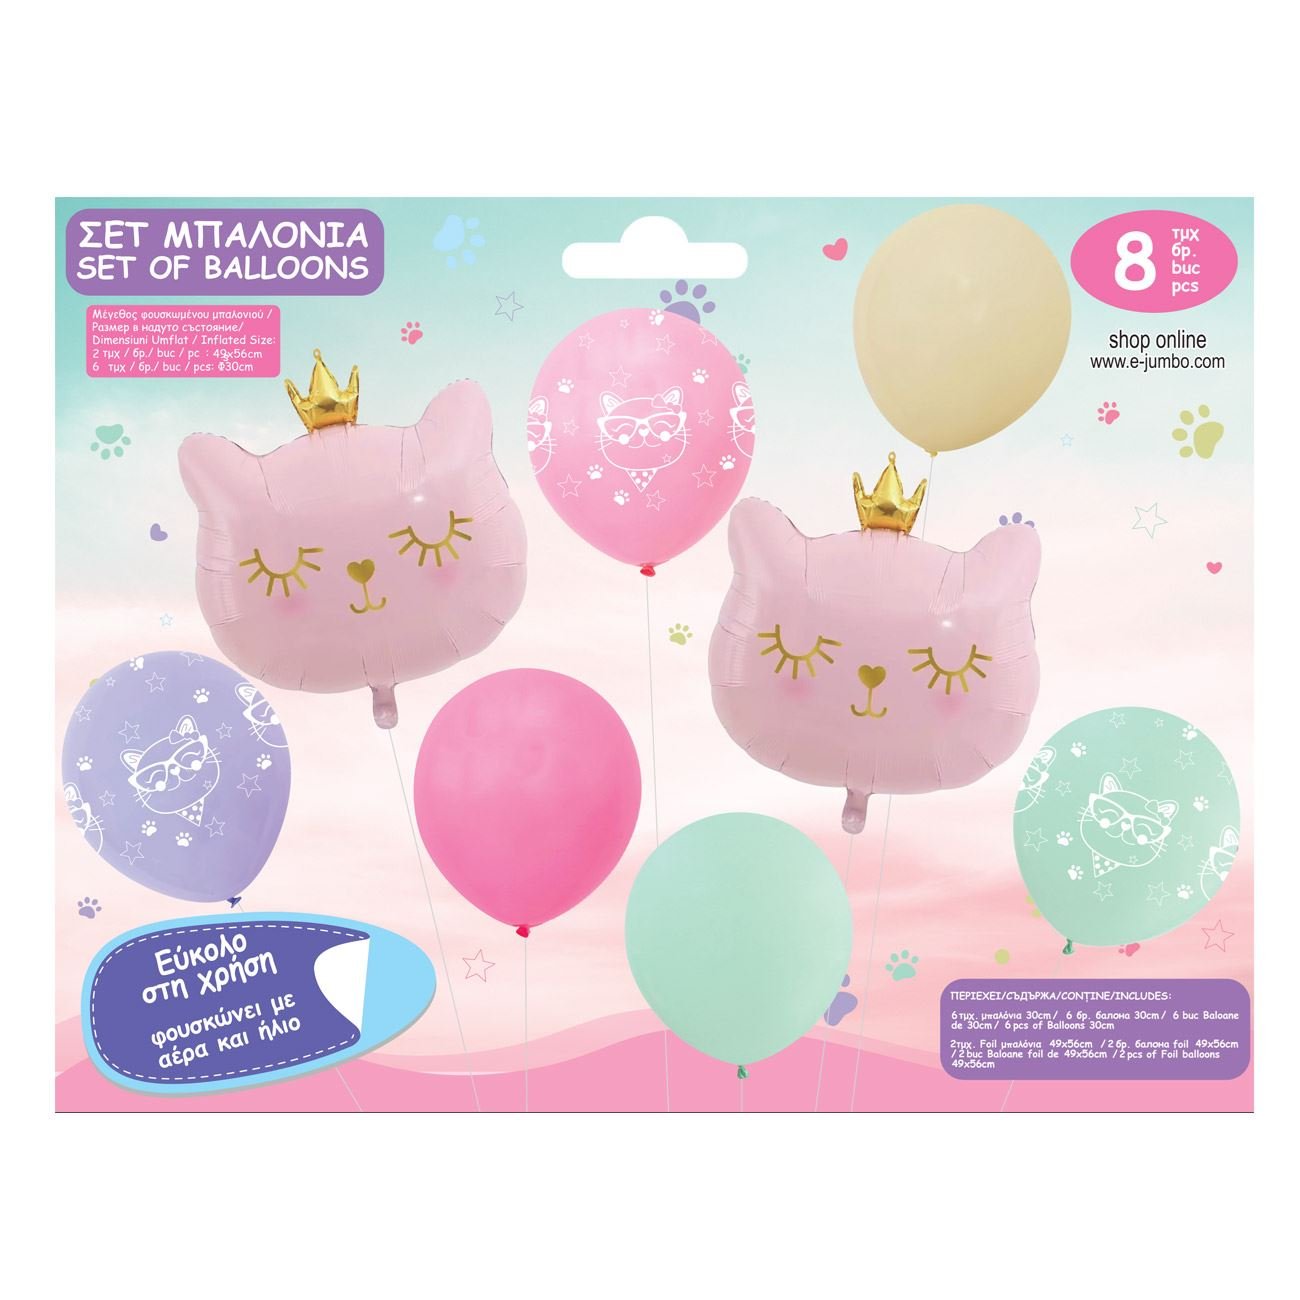 ΣΕΤ ΜΠΑΛΟΝΙΑ
SET OF BALLOONS
Μέγεθος φουσκωμένου μπαλονιού /
Размер в надуто състояние/
Dimensiuni Umflat / Inflated Size:
2 τμχ / бр./ buc / pc : 49x56cm
6 τμχ / бр./ buc / pcs: Φ30cm
8
τμχ
бр.
buc
pcs
shop online
www.e-jumbo.com
Εύκολο
στη χρήση
φουσκώνει με
αέρα και ήλιο
ΠΕΡΙΕΧΕΙ/СЪДЪРЖА/CONȚINE/INCLUDES:
6 τμχ. μπαλόνια 30cm / 6 бр. балона 30cm / 6 buc Baloane
de 30cm / 6 pcs of Balloons 30cm
2τμχ. Foil μπαλόνια 49x56cm / 2 бр. балона foil 49x56cm
/ 2 buc Baloane foil de 49x56cm / 2 pcs of Foil balloons
49x56cm